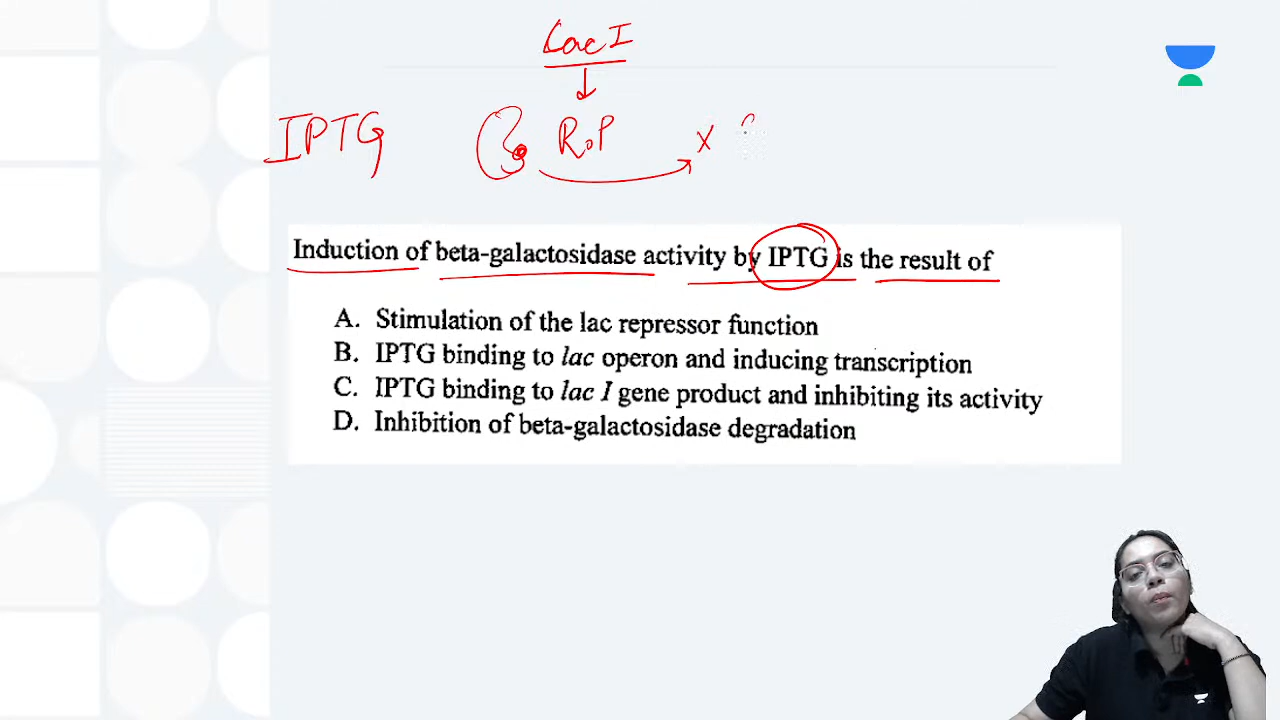 Lac I
IPTG RoP x
Induction of beta-galactosidase activity by IPTG is the result of
A. Stimulation of the lac repressor function
B. IPTG binding to lac operon and inducing transcription
C. IPTG binding to lac I gene product and inhibiting its activity
D. Inhibition of beta-galactosidase degradation